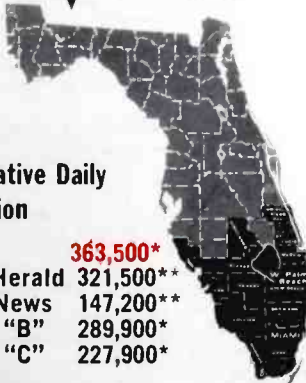 ative Daily
ion
363,500*
Herald 321,500**
News 147,200**
"B" 289,900*
"C" 227,900*
W. Palm
Beach
MIAMI